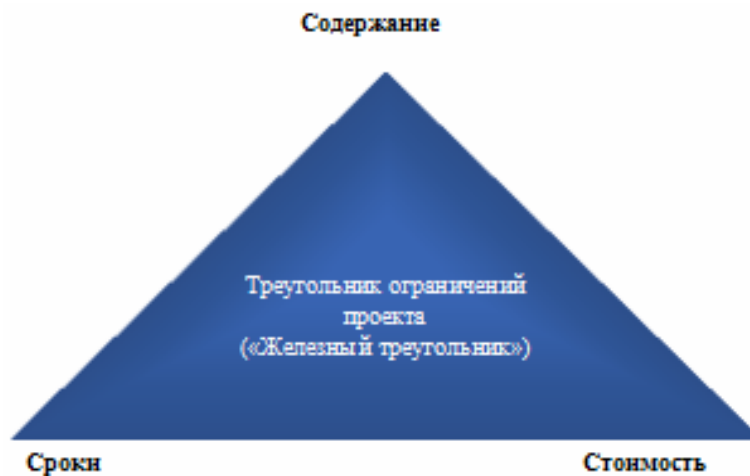 Содержание
Треугольник ограничений
проекта
(«Железный треугольник»)
Сроки
Стоимость